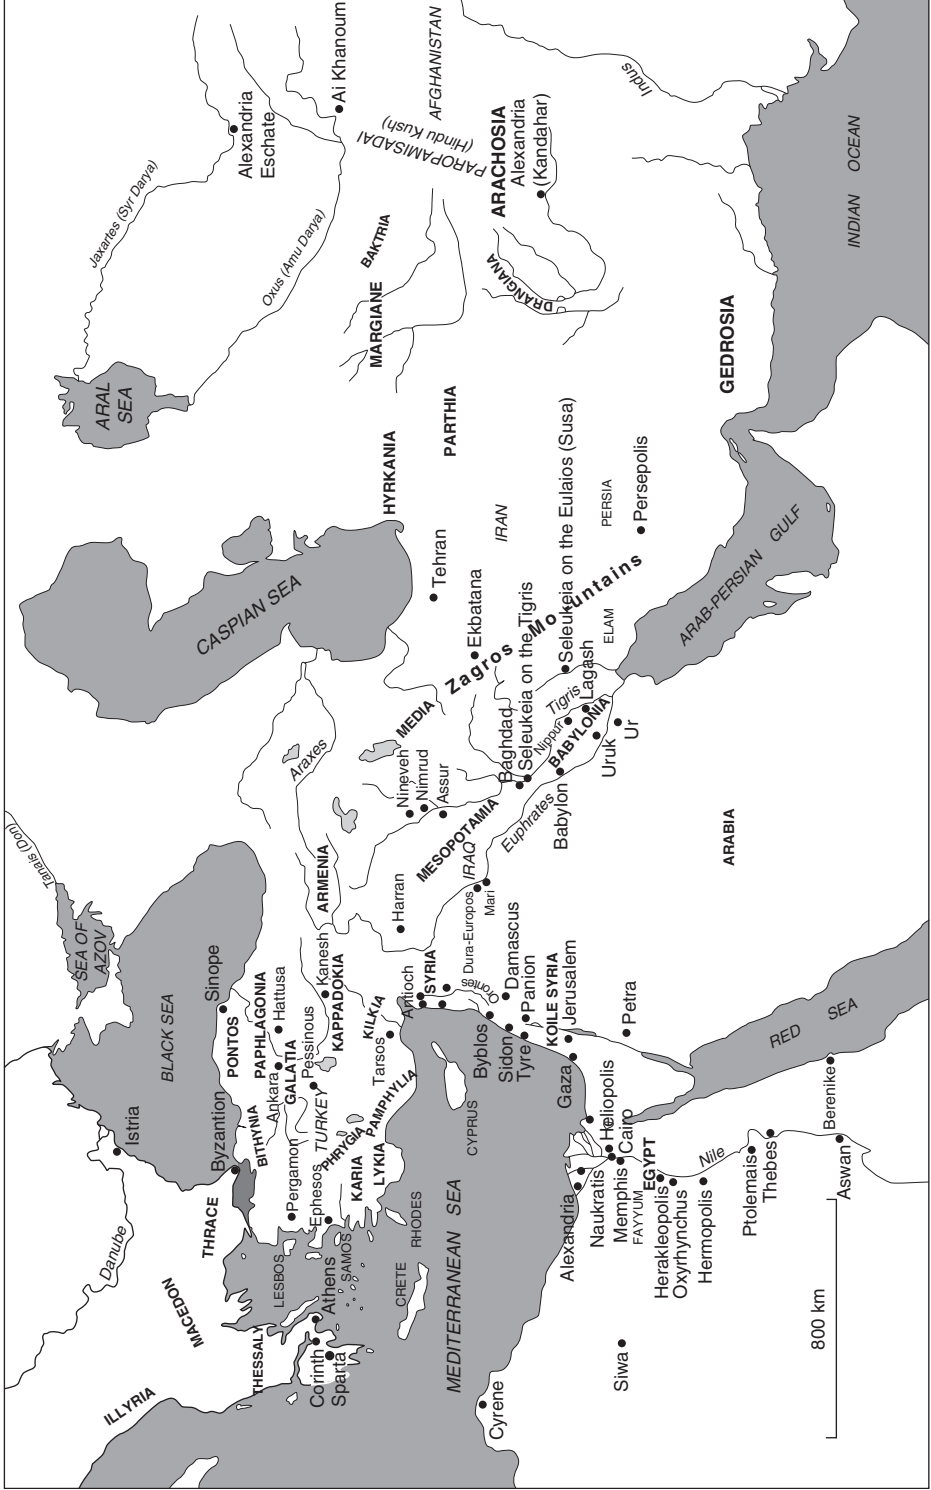 ILLYRIA
MACEDON
THRACE
THESSALY
Danube
Istria
Tanais (Don)
SEA OF
AZOV
BLACK SEA
Byzantion
Sinope
PONTOS
BITHYNIA
PAPHLAGONIA
Ankara
Hattusa
GALATIA
Pessinous
Kanesh
ARMENIA
TURKEY
PHRYGIA
KAPPADOKIA
LESBOS
Pergamon
Ephesos
SAMOS
KARIA
LYKIA
PAMPHYLIA
KILKIA
Tarsos
Athens
Corinth
Sparta
CRETE
RHODES
CYPRUS
MEDITERRANEAN SEA
Cyrene
Siwa
Antioch
SYRIA
Orontes
Harran
Dura-Europos
Mari
Byblos
Sidon
Tyre
Damascus
Panion
KOILE SYRIA
Jerusalem
Gaza
Petra
Alexandria
Naukratis
Heliopolis
Memphis
Cairo
FAYYUM
EGYPT
Herakleopolis
Oxyrhynchus
Hermopolis
Nile
Ptolemais
Thebes
Berenike
Aswan
RED SEA
800 km
ARABIA
CASPIAN SEA
Araxes
MEDIA
Nineveh
Nimrud
Assur
MESOPOTAMIA
IRAQ
Euphrates
Baghdad
Seleukeia on the Tigris
Babylon
Nippur
Tigris
BABYLONIA
Lagash
Uruk
Ur
Zagros Mountains
Ekbatana
Tehran
ELAM
Seleukeia on the Eulaios (Susa)
PERSIA
Persepolis
IRAN
ARAB-PERSIAN GULF
HYRKANIA
PARTHIA
ARAL
SEA
Jaxartes (Syr Darya)
Oxus (Amu Darya)
Alexandria
Eschate
Ai Khanoum
MARGIANE
BAKTRIA
PAROPAMISADAI
(Hindu Kush)
AFGHANISTAN
DRANGIANA
ARACHOSIA
Alexandria
(Kandahar)
GEDROSIA
Indus
INDIAN OCEAN